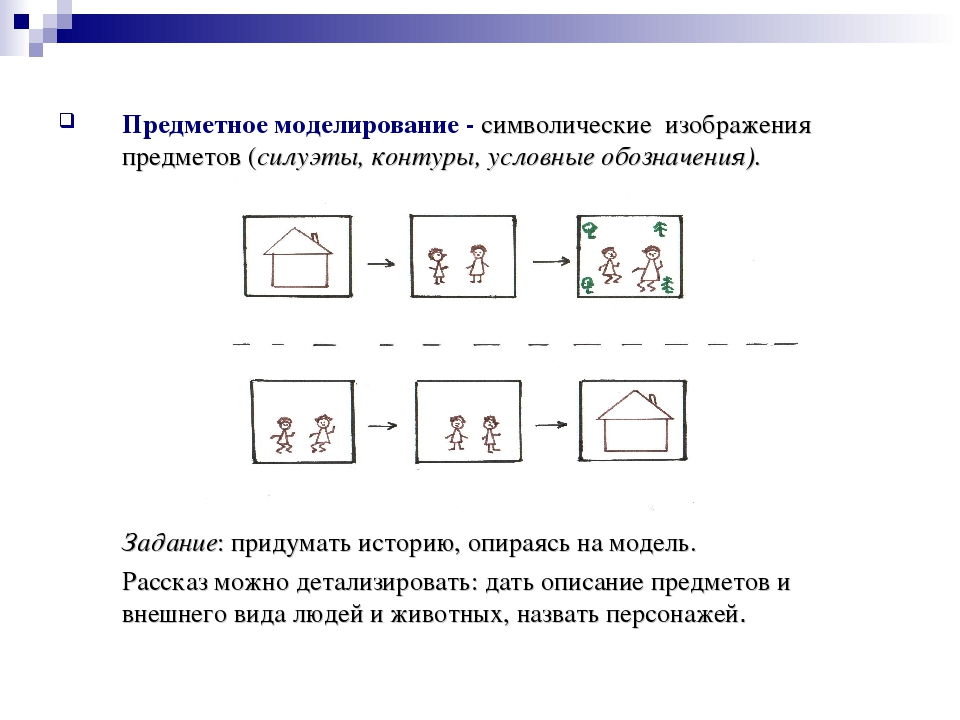 Предметное моделирование - символические изображения
предметов (силуэты, контуры, условные обозначения).
Задание: придумать историю, опираясь на модель.
Рассказ можно детализировать: дать описание предметов и
внешнего вида людей и животных, назвать персонажей.